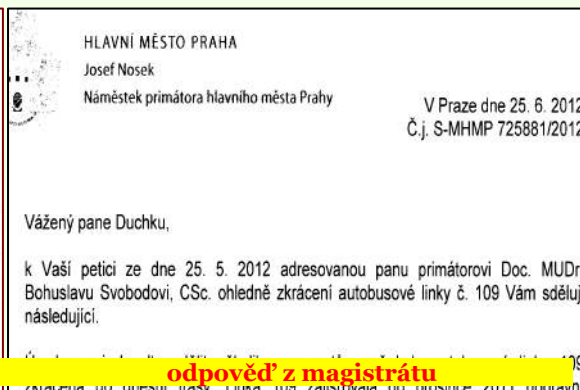 HLAVNÍ MĚSTO PRAHA
Josef Nosek
Náměstek primátora hlavního města Prahy
V Praze dne 25. 6. 2012
Č.j. S-MHMP 725881/2012
Vážený pane Duchku,
k Vaší petici ze dne 25. 5. 2012 adresovanou panu primátorovi Doc. MUDr
Bohuslavu Svobodovi, CSc. ohledně zkrácení autobusové linky č. 109 Vám sděluj
následující.
odpověď z magistrátu